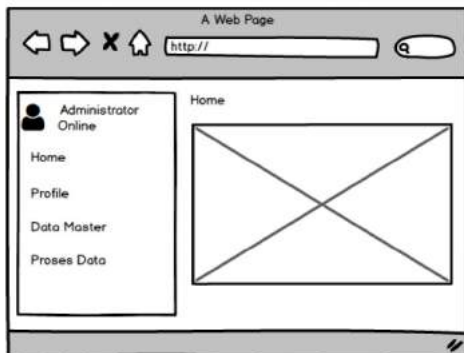 A Web Page
http://
Administrator
Online
Home
Profile
Data Master
Proses Data
Home